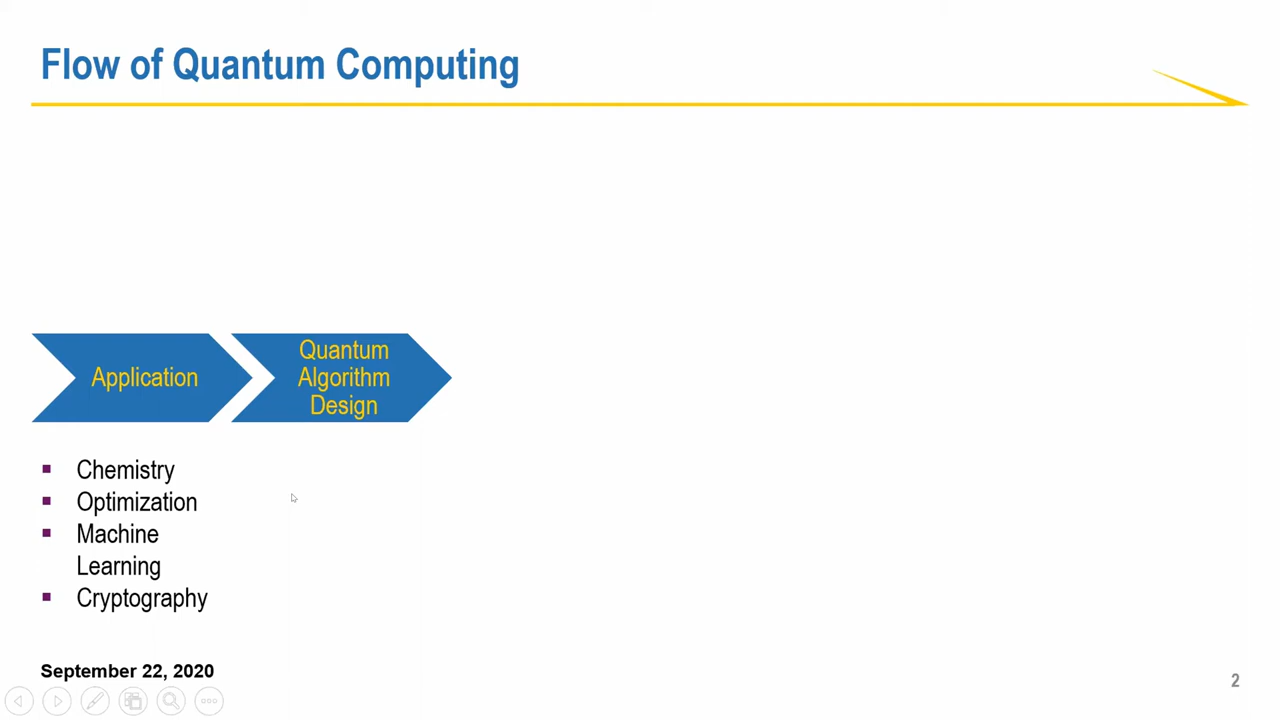 Flow of Quantum Computing
Application
Quantum
Algorithm
Design
Chemistry
Optimization
Machine
Learning
Cryptography
September 22, 2020
2